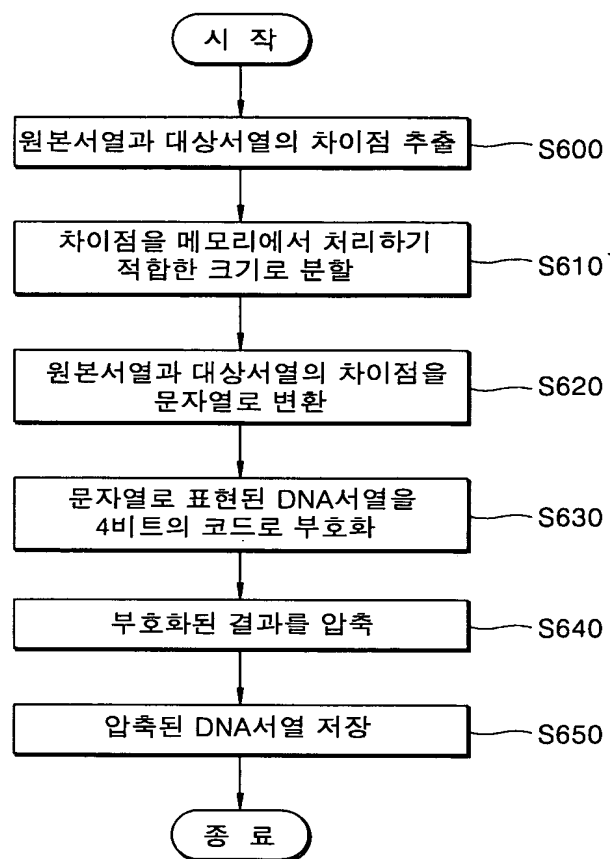 시 작
원본서열과 대상서열의 차이점 추출
S600
차이점을 메모리에서 처리하기
적합한 크기로 분할
S610
원본서열과 대상서열의 차이점을
문자열로 변환
S620
문자열로 표현된 DNA서열을
4비트의 코드로 부호화
S630
부호화된 결과를 압축
S640
압축된 DNA서열 저장
S650
종 료